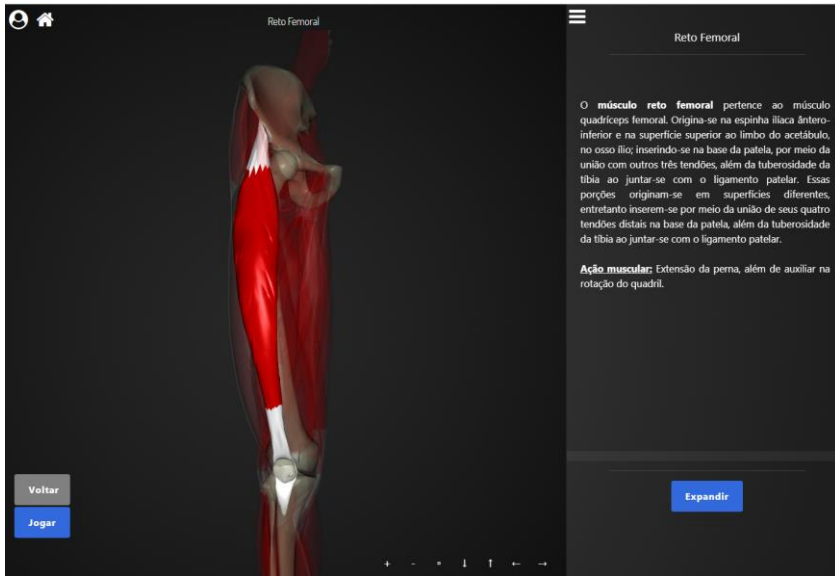 Reto Femoral
Reto Femoral
O músculo reto femoral pertence ao músculo
quadríceps femoral. Origina-se na espinha ilíaca ântero-
inferior e na superfície superior ao limbo do acetábulo,
no osso ílio; inserindo-se na base da patela, por meio da
união com outros três tendões, além da tuberosidade da
tíbia ao juntar-se com o ligamento patelar. Essas
porções originam-se em superfícies diferentes,
entretanto inserem-se por meio da união de seus quatro
tendões distais na base da patela, além da tuberosidade
da tíbia ao juntar-se com o ligamento patelar.
Ação muscular: Extensão da perna, além de auxiliar na
rotação do quadril.
Voltar
Jogar
Expandir
+ - ∘ ↓ ↑ ← →